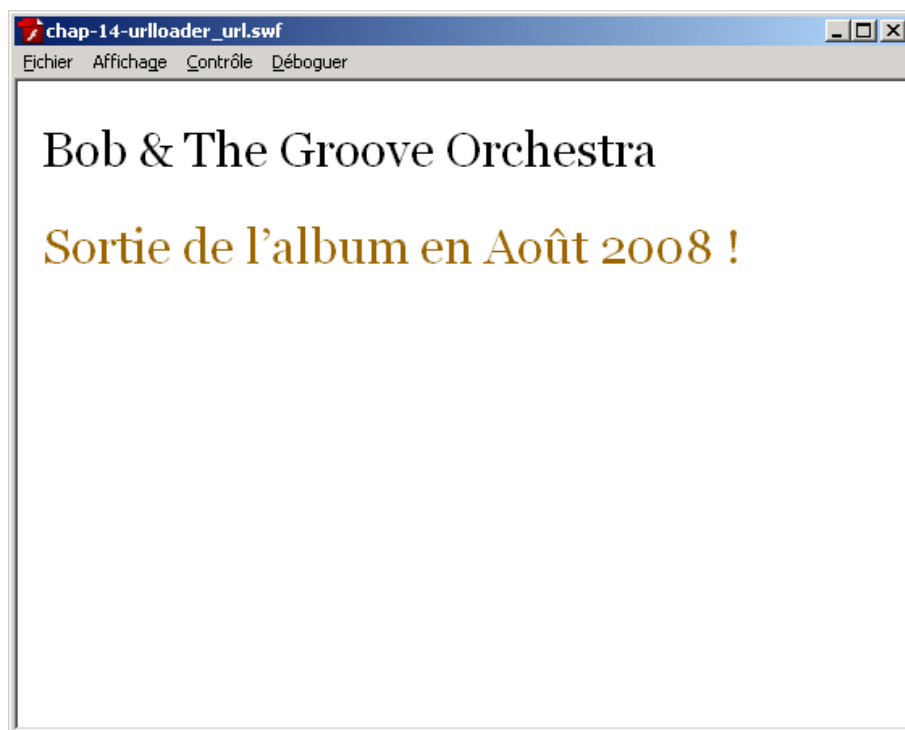 chap-14-urlloader_url.swf
Fichier Affichage Contrôle Déboguer
Bob & The Groove Orchestra
Sortie de l’album en Août 2008 !